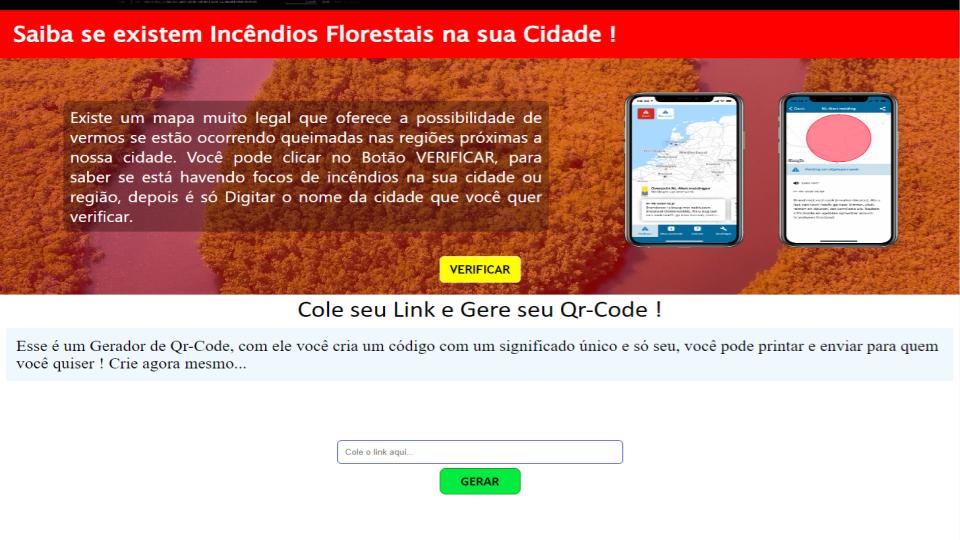 Saiba se existem Incêndios Florestais na sua Cidade !
Existe um mapa muito legal que oferece a possibilidade de
vermos se estão ocorrendo queimadas nas regiões próximas a
nossa cidade. Você pode clicar no Botão VERIFICAR, para
saber se está havendo focos de incêndios na sua cidade ou
região, depois é só Digitar o nome da cidade que você quer
verificar.
VERIFICAR
Cole seu Link e Gere seu Qr-Code !
Esse é um Gerador de Qr-Code, com ele você cria um código com um significado único e só seu, você pode printar e enviar para quem
você quiser ! Crie agora mesmo...
Cole o link aqui...
GERAR